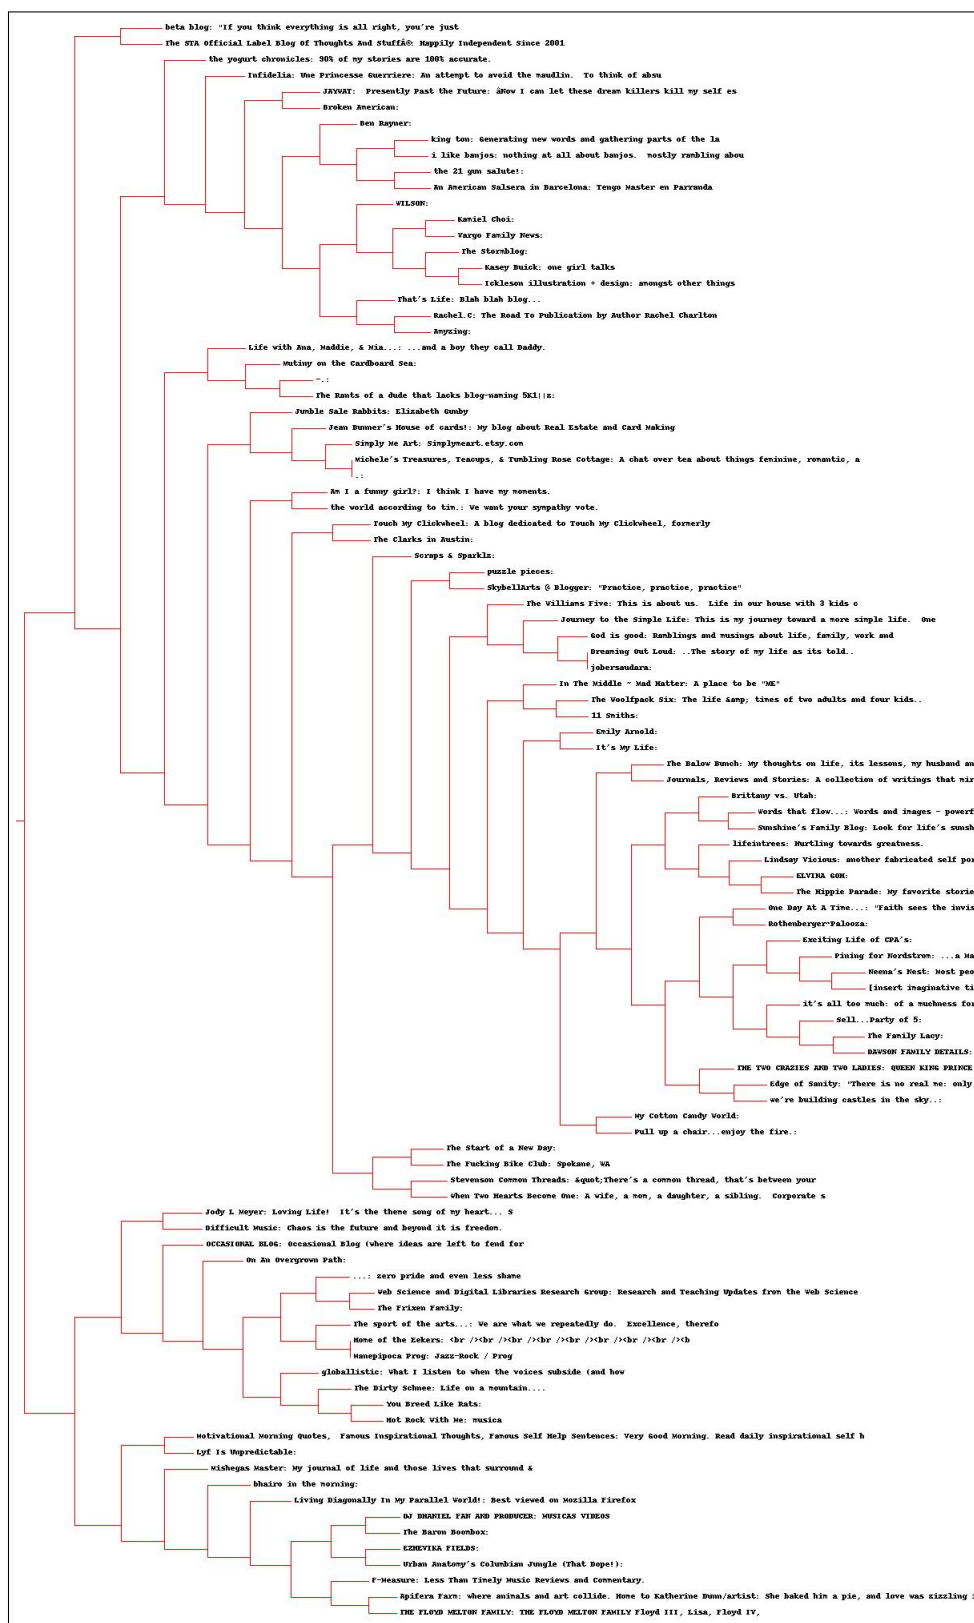 beta blog: "If you think everything is all right, you're just
The STA Official Label Blog of Thoughts And StuffÂ®: Happily Independent Since 2001
the yogurt chronicles: 90% of my stories are 100% accurate.
Infidelia: Une Princesse Guerriere: An attempt to avoid the maudlin.  To think of absu
JAYWAT:  Presently Past the Future: âNow I can let these dream killers kill my self es
Broken American:
Ben Rayner:
king tom: Generating new words and gathering parts of the la
i like banjos: nothing at all about banjos.  mostly rambling abou
the 21 gun salute!:
An American Salsera in Barcelona: Tengo Master en Parranda
WILSON:
Kamiel Choi:
Vargo Family News:
The Stormblog:
Kasey Buick: one girl talks
Ickleson illustration + design: amongst other things
That's Life: Blah blah blog...
Rachel.C: The Road To Publication by Author Rachel Charlton
Amyzing:
Life with Ana, Maddie, & Mia...: ...and a boy they call Daddy.
Mutiny on the Cardboard Sea:
-.:
The Rants of a dude that lacks blog-naming 5K1||z:
Jumble Sale Rabbits: Elizabeth Gumby
Jean Bunner's House of cards!: My blog about Real Estate and Card Making
Simply Me Art: Simplymeart.etsy.com
Michele's Treasures, Teacups, & Tumbling Rose Cottage: A chat over tea about things feminine, romantic, a
.:
Am I a funny girl?: I think I have my moments.
the world according to tim.: We want your sympathy vote.
Touch My Clickwheel: A blog dedicated to Touch My Clickwheel, formerly
The Clarks in Austin:
Scraps & Sparklz:
puzzle pieces:
SkybellArts @ Blogger: "Practice, practice, practice"
The Williams Five: This is about us.  Life in our house with 3 kids c
Journey to the Simple Life: This is my journey toward a more simple life.  One
God is good: Ramblings and musings about life, family, work and
Dreaming Out Loud: ..The story of my life as its told..
jobersaudara:
In The Middle ~ Mad Hatter: A place to be "ME"
The Woolfpack Six: The life &amp; times of two adults and four kids..
11 Smiths:
Emily Arnold:
It's My Life:
The Balow Bunch: My thoughts on life, its lessons, my husband an
Journals, Reviews and Stories: A collection of writings that mir
Brittany vs. Utah:
Words that flow...: Words and images - powerf
Sunshine's Family Blog: Look for life's sunsh
lifeintrees: Hurtling towards greatness.
Lindsay Vicious: another fabricated self por
ELVIRA GOH:
The Hippie Parade: My favorite storie
One Day At A Time...: "Faith sees the invis
Rothenberger~Palooza:
Exciting Life of CPA's:
Pining for Nordstrom: ...a Ma
Neena's Nest: Most peo
[insert imaginative ti
it's all too much: of a muchness for
Sell...Party of 5:
The Family Lacy:
DAWSON FAMILY DETAILS:
THE TWO CRAZIES AND TWO LADIES: QUEEN KING PRINCE
Edge of Sanity: "There is no real me: only
we're building castles in the sky..:
My Cotton Candy World:
Pull up a chair...enjoy the fire.:
The Start of a New Day:
The Fucking Bike Club: Spokane, WA
Stevenson Common Threads: &quot;There's a common thread, that's between your
When Two Hearts Become One: A wife, a mom, a daughter, a sibling.  Corporate s
Jody L Meyer: Loving Life!  It's the theme song of my heart... S
Difficult Music: Chaos is the future and beyond it is freedom.
OCCASIONAL BLOG: Occasional Blog (where ideas are left to fend for
On An Overgrown Path:
...: zero pride and even less shame
Web Science and Digital Libraries Research Group: Research and Teaching Updates from the Web Science
The Frixen Family:
The sport of the arts...: We are what we repeatedly do.  Excellence, therefo
Home of the Eekers: <br /><br /><br /><br /><br /><br /><br /><br /><b
Manepipoca Prog: Jazz-Rock / Prog
globallistic: What I listen to when the voices subside (and how
The Dirty Schnee: Life on a mountain....
You Breed Like Rats:
Hot Rock With Me: musica
Motivational Morning Quotes,  Famous Inspirational Thoughts, Famous Self Help Sentences: Very Good Morning. Read daily inspirational self h
Lyf Is Unpredictable:
Mishegas Master: My journal of life and those lives that surround &
bhairo in the morning:
Living Diagonally In My Parallel World!: Best viewed on Mozilla Firefox
DJ DHANIEL FAN AND PRODUCER: MUSICAS VIDEOS
The Baron Boombox:
EZHEVIKA FIELDS:
Urban Anatomy's Columbian Jungle (That Dope!):
F-Measure: Less Than Timely Music Reviews and Commentary.
Apifera Farm: where animals and art collide. Home to Katherine Dunn/artist: She baked him a pie, and love was zizzling
THE FLOYD MELTON FAMILY: THE FLOYD MELTON FAMILY Floyd III, Lisa, Floyd IV,